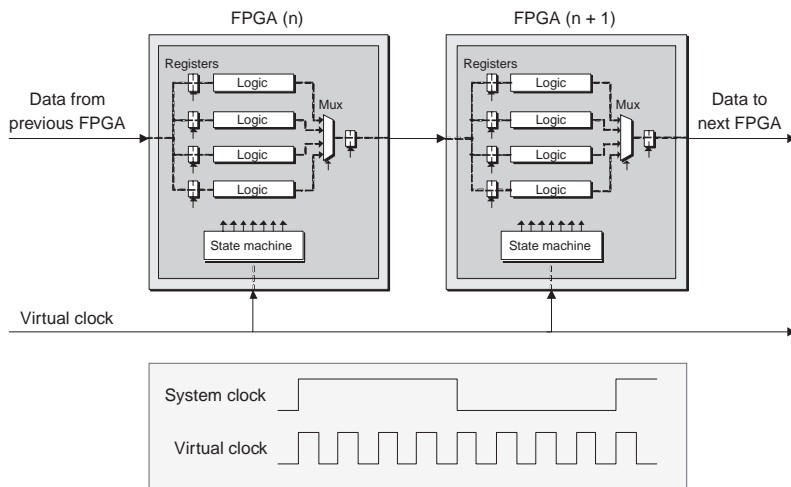 FPGA (n)
FPGA (n + 1)
Registers
Logic
Mux
Logic
Logic
Logic
State machine
Registers
Logic
Mux
Logic
Logic
Logic
State machine
Data from
previous FPGA
Data to
next FPGA
Virtual clock
System clock
Virtual clock